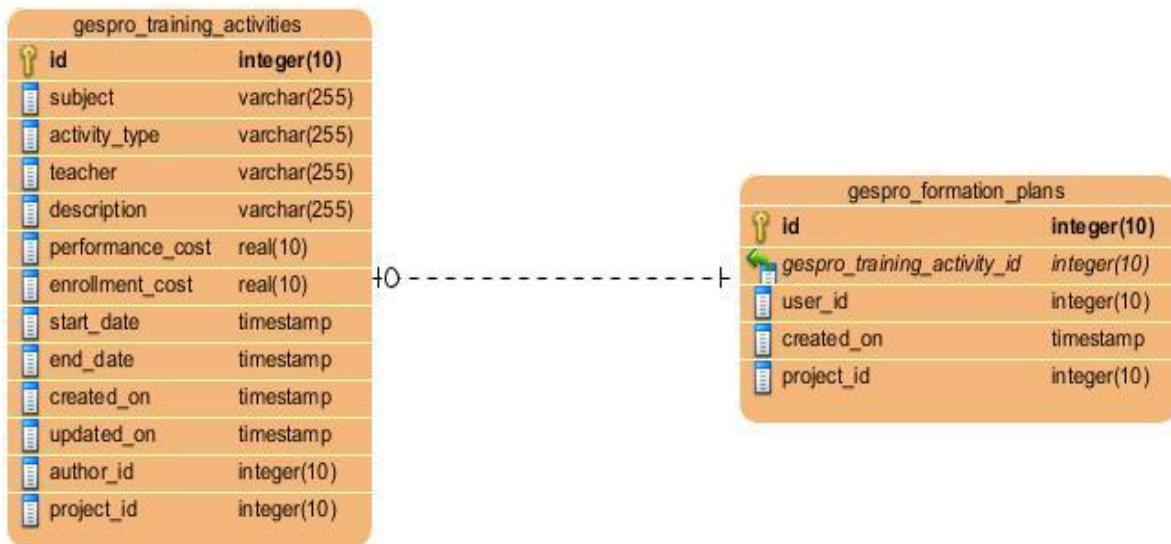 gespro_training_activities
id integer(10)
subject varchar(255)
activity_type varchar(255)
teacher varchar(255)
description varchar(255)
performance_cost real(10)
enrollment_cost real(10)
start_date timestamp
end_date timestamp
created_on timestamp
updated_on timestamp
author_id integer(10)
project_id integer(10)
gespro_formation_plans
id integer(10)
gespro_training_activity_id integer(10)
user_id integer(10)
created_on timestamp
project_id integer(10)